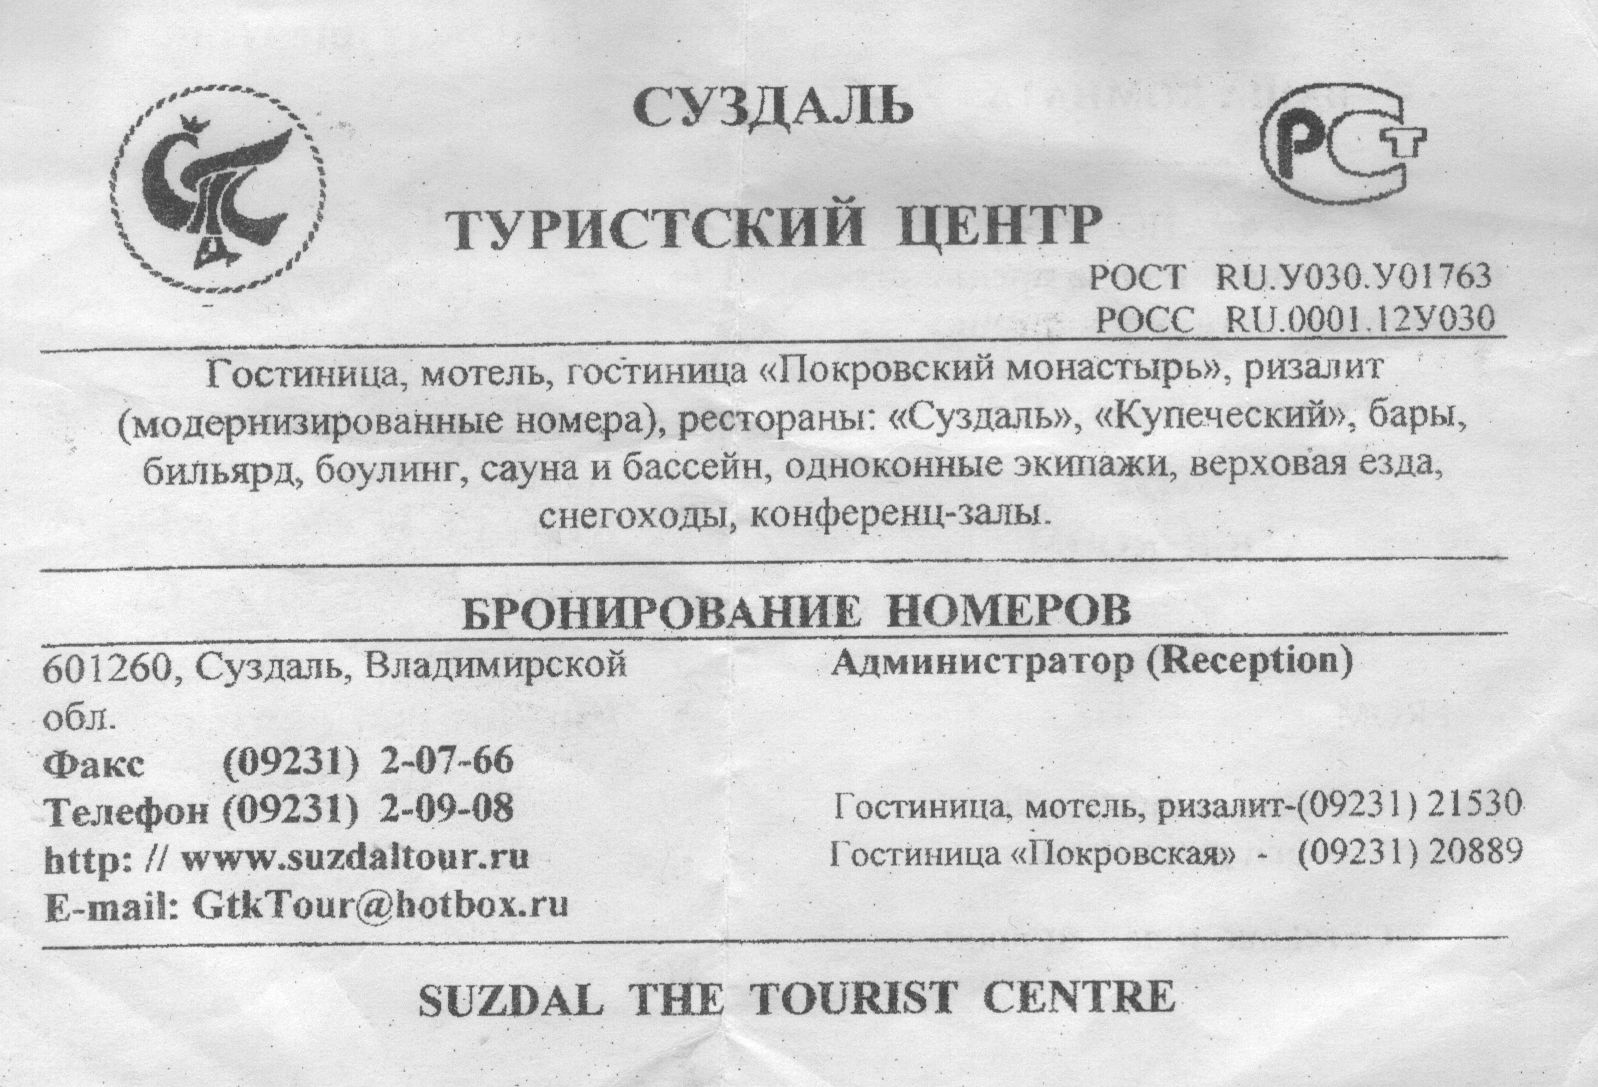 СУЗДАЛЬ
РСТ
ТУРИСТСКИЙ ЦЕНТР
РОСТ RU.У030.У01763
РОСС RU.0001.12У030
Гостиница, мотель, гостиница «Покровский монастырь», ризалит
(модернизированные номера), рестораны: «Суздаль», «Купеческий», бары,
бильярд, боулинг, сауна и бассейн, одноконные экипажи, верховая езда,
снегоходы, конференц-залы.
БРОНИРОВАНИЕ НОМЕРОВ
601260, Суздаль, Владимирской
обл.
Факс (09231) 2-07-66
Телефон (09231) 2-09-08
http: // www.suzdaltour.ru
E-mail: GtkTour@hotbox.ru
Администратор (Reception)
Гостиница, мотель, ризалит-(09231) 21530
Гостиница «Покровская» - (09231) 20889
SUZDAL THE TOURIST CENTRE